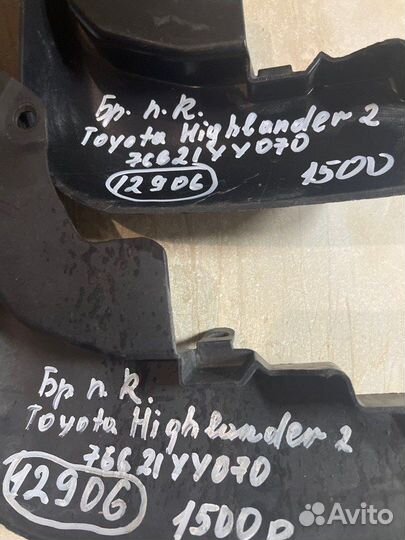 Бр. п. R.
Toyota Highlander 2
76621YY070
12906
1500
Бр п. R.
Toyota Highlander 2
76621YY070
12906
1500р
Avito